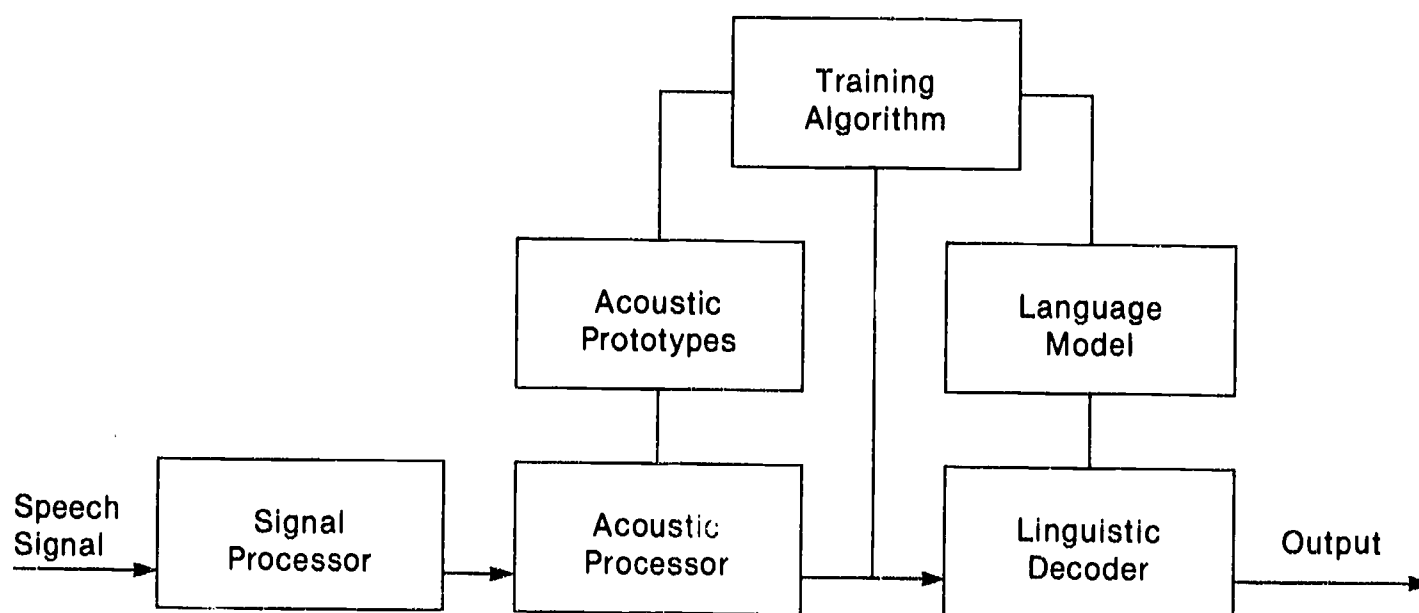 Training
Algorithm
Acoustic
Prototypes
Language
Model
Speech
Signal
Signal
Processor
Acoustic
Processor
Linguistic
Decoder
Output